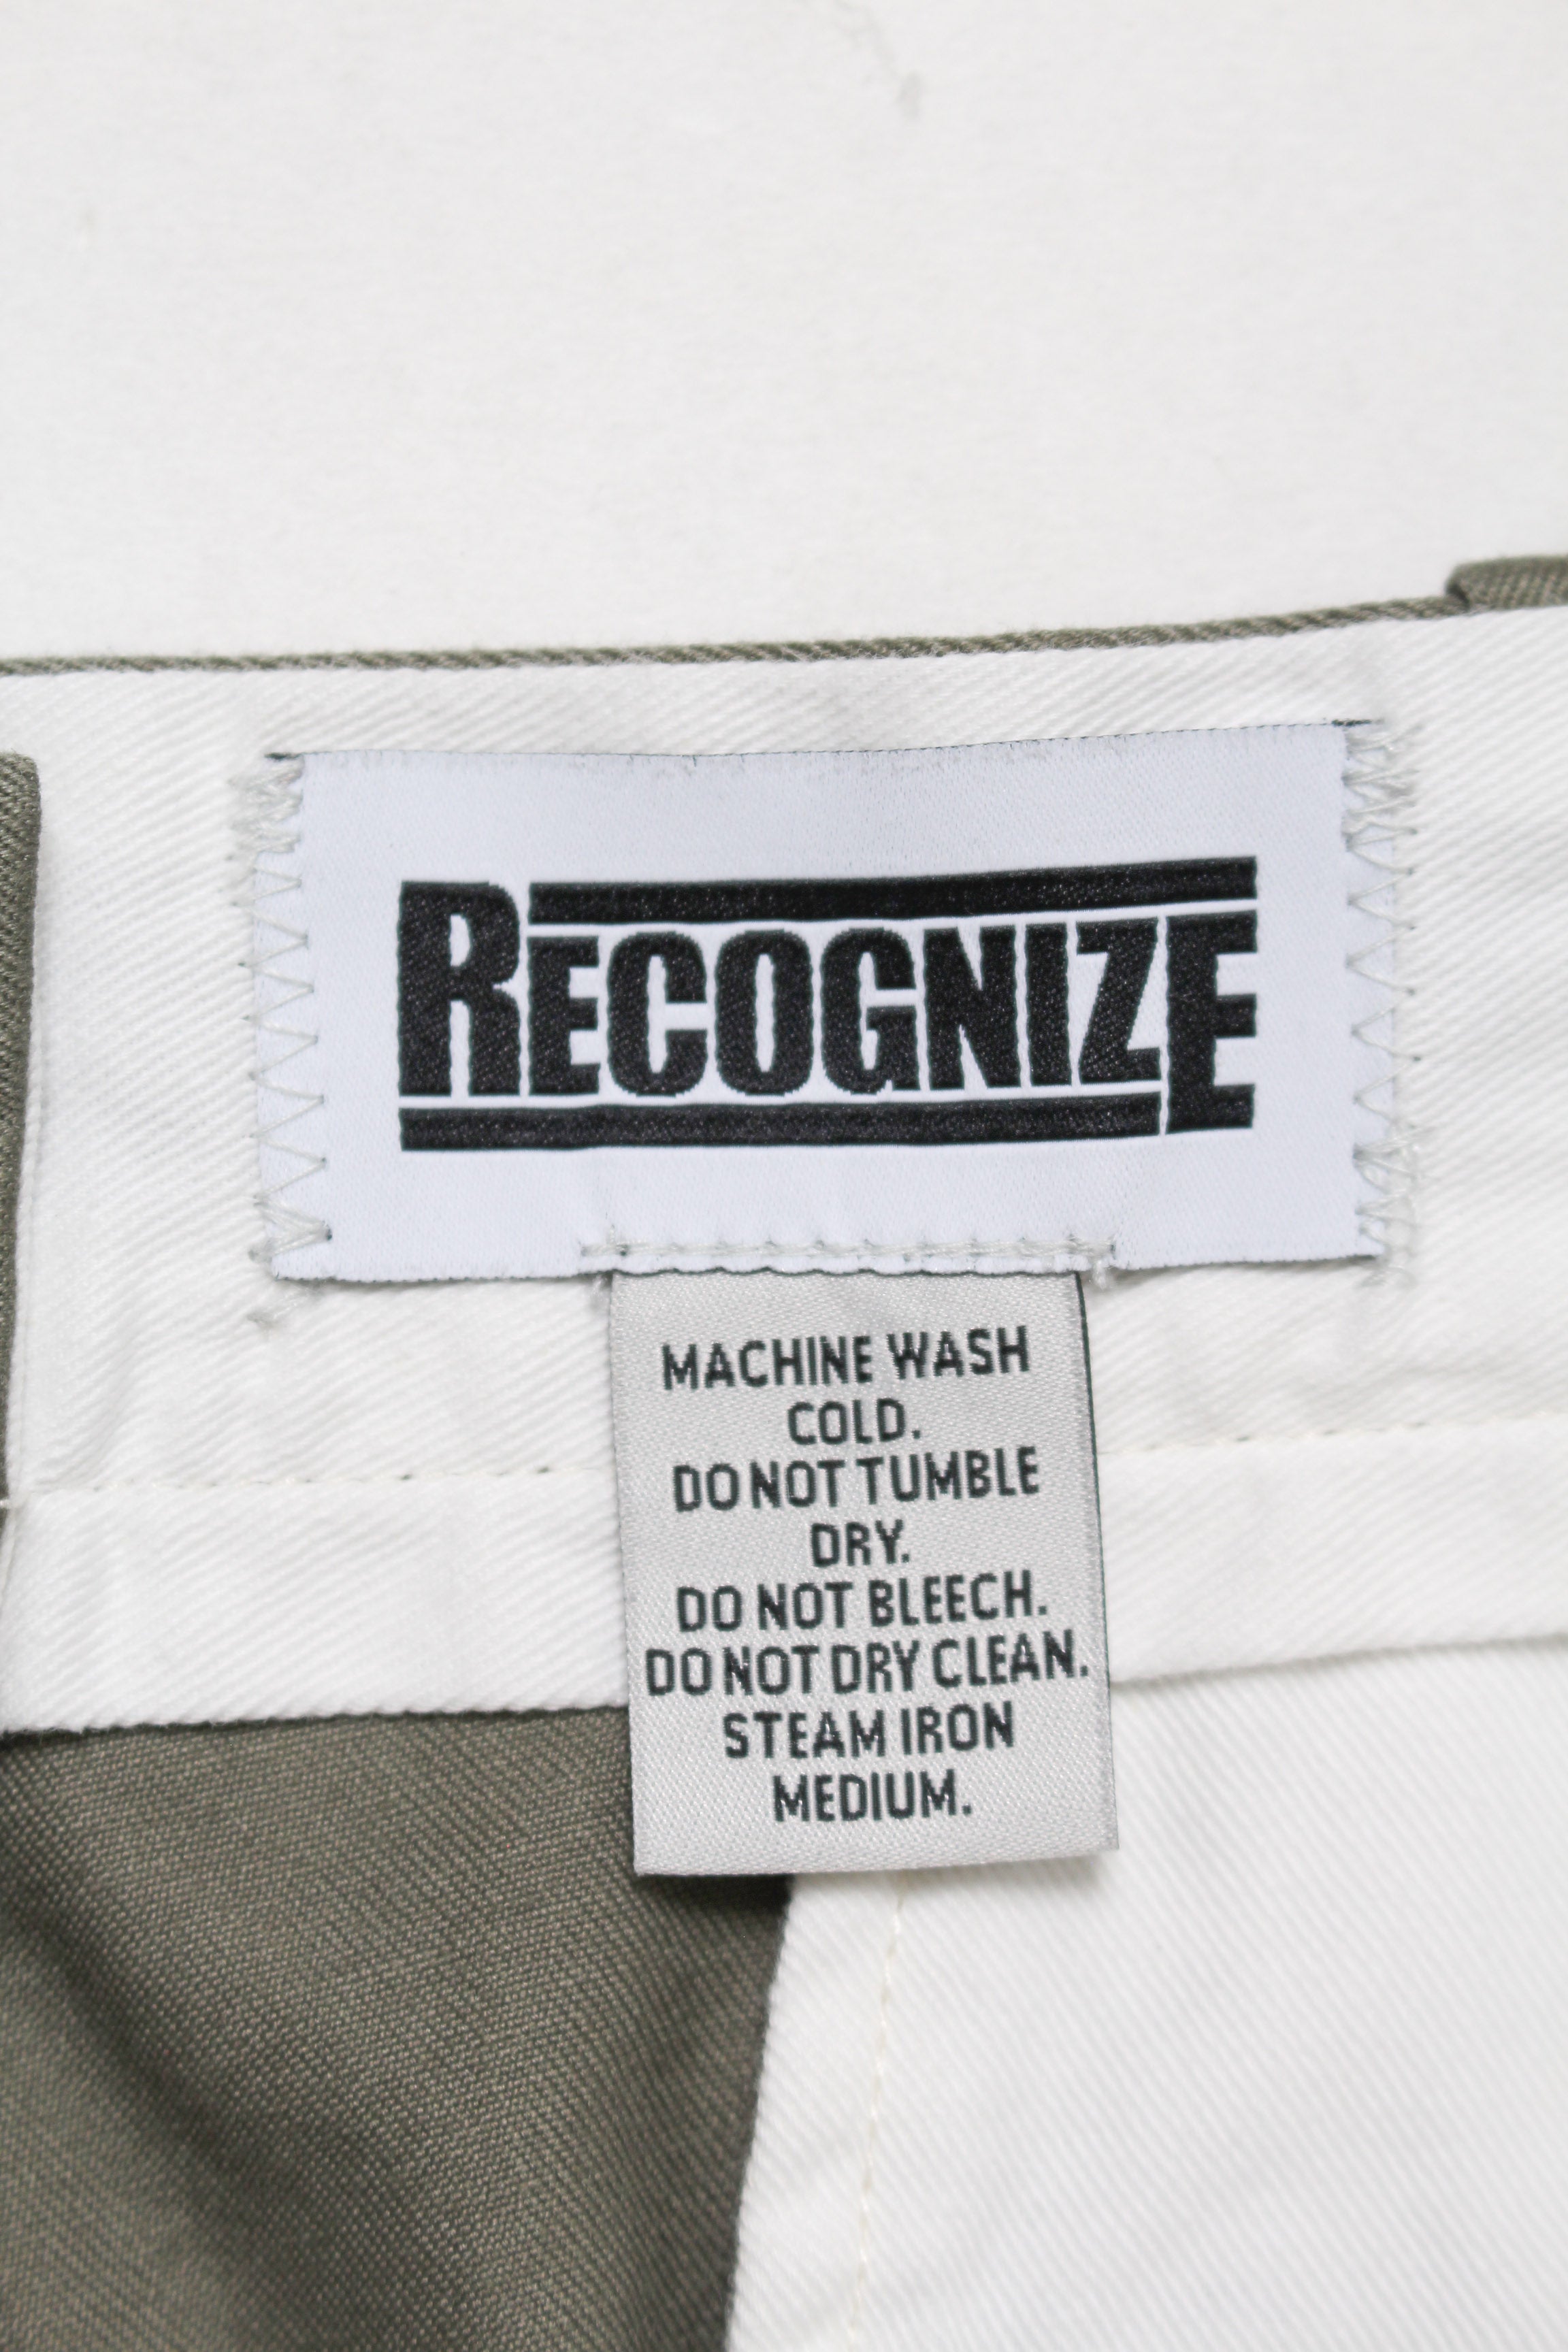 RECOGNIZE
MACHINE WASH
COLD.
DO NOT TUMBLE
DRY.
DO NOT BLEECH.
DO NOT DRY CLEAN.
STEAM IRON
MEDIUM.